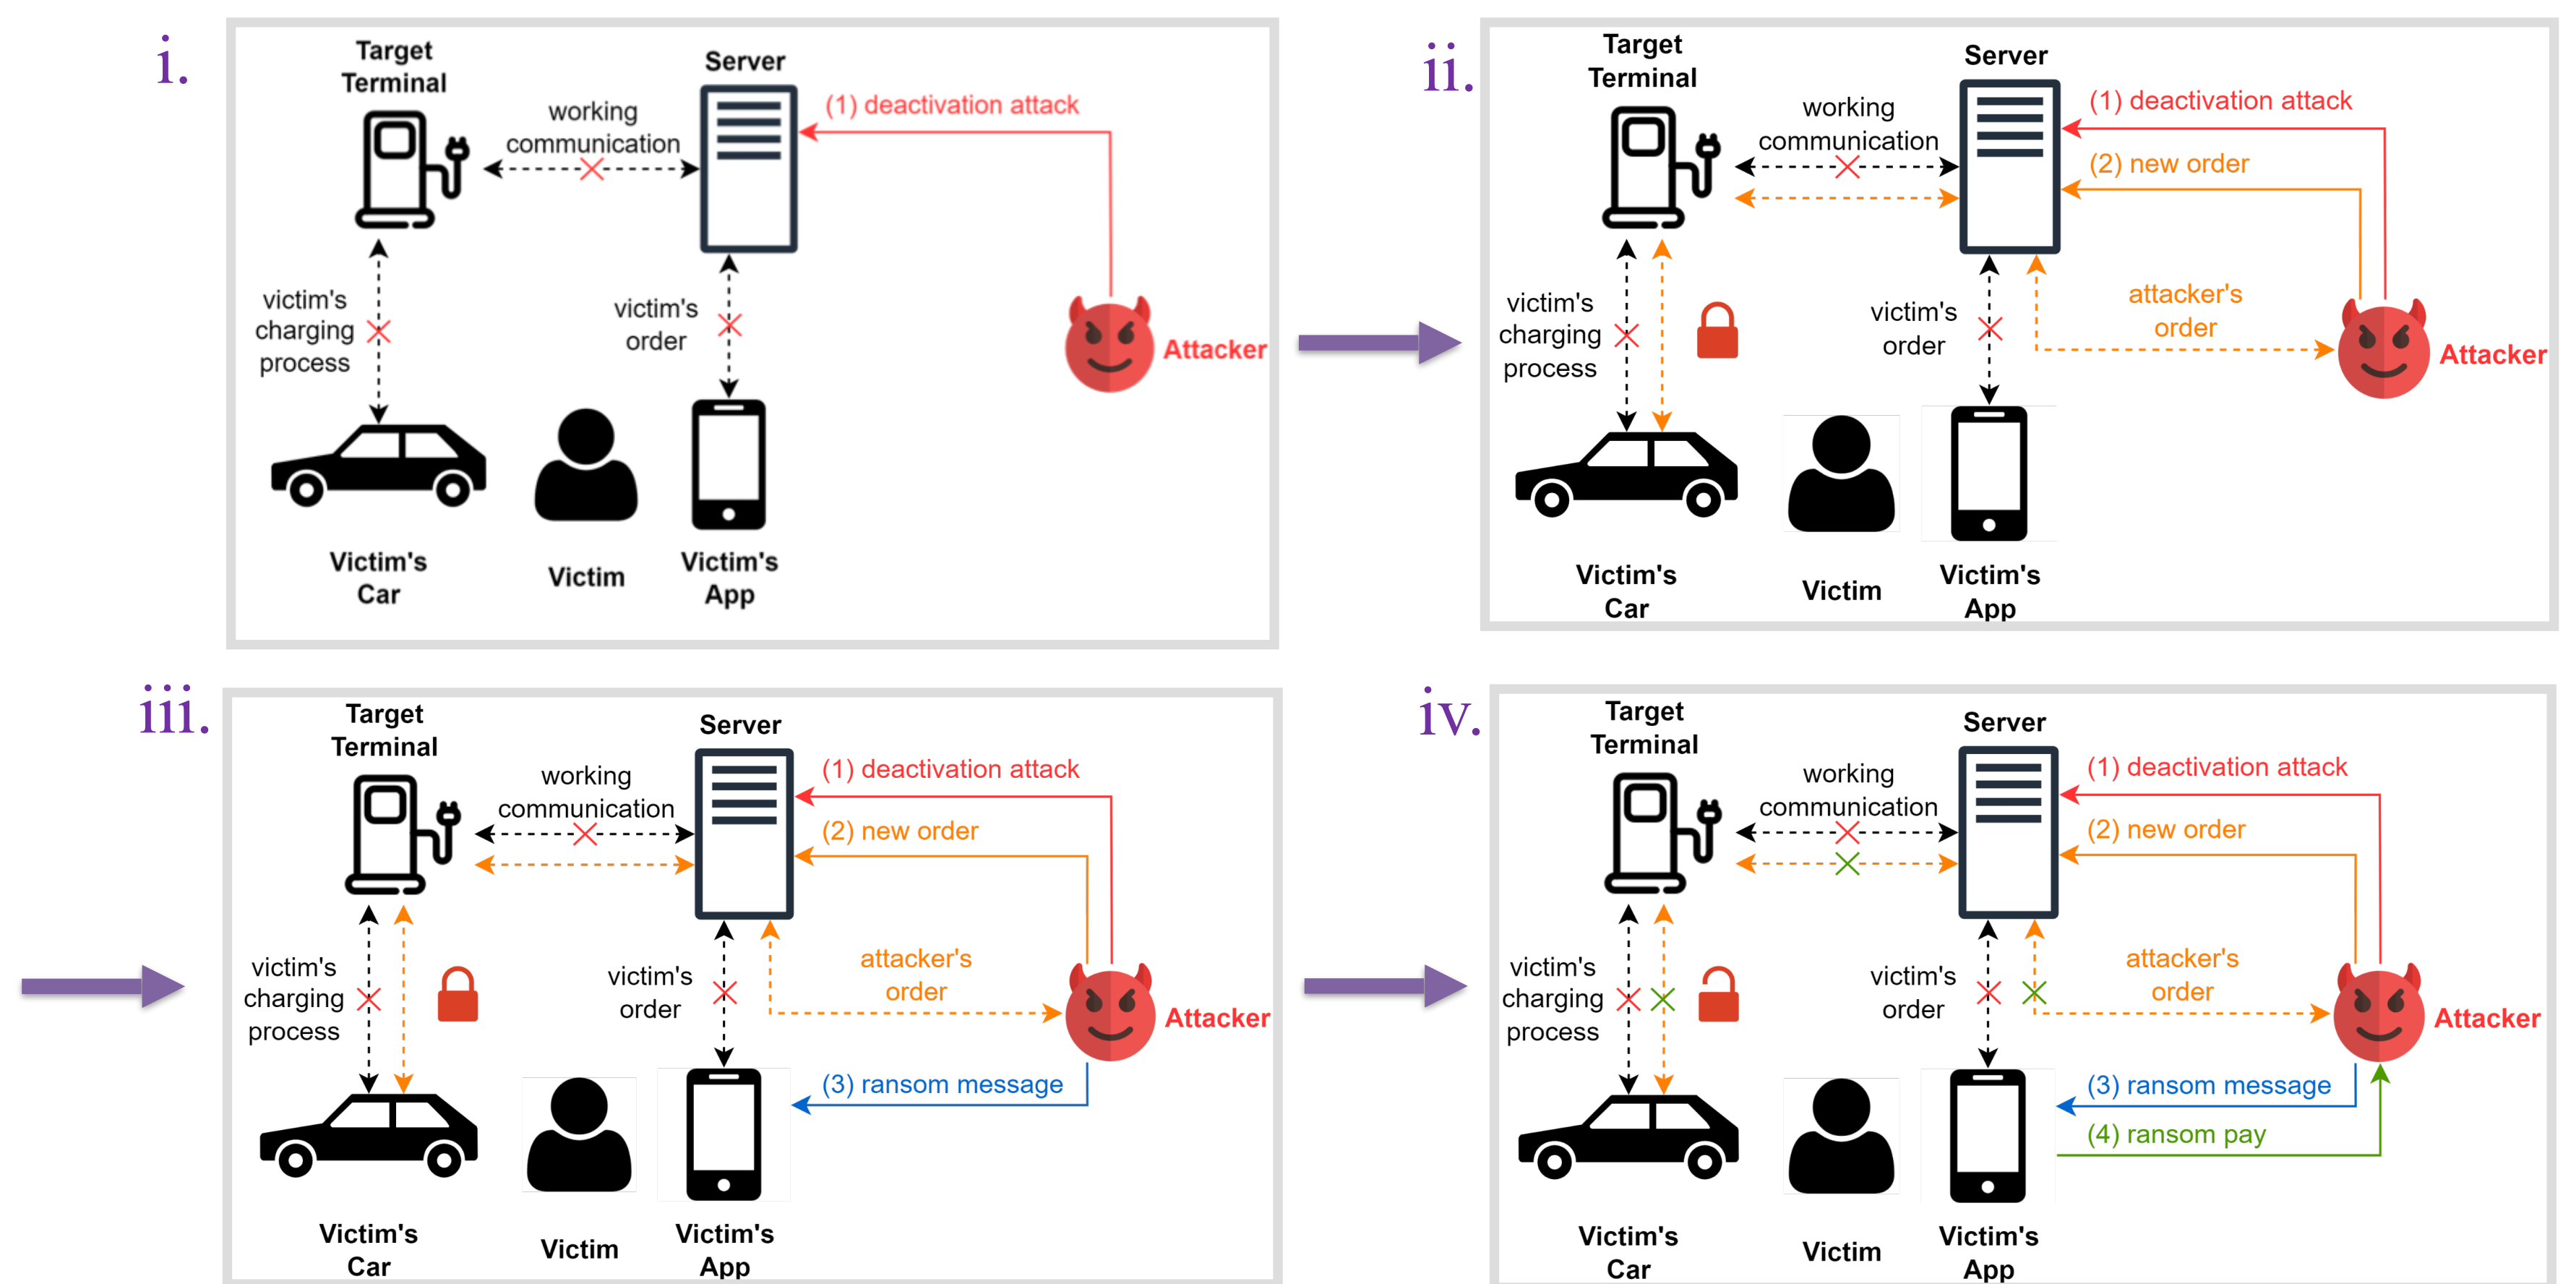 i.
Target
Terminal
Server
working
communication
(1) deactivation attack
victim's
charging
process
victim's
order
Attacker
Victim's
Car
Victim
Victim's
App
ii.
Target
Terminal
Server
working
communication
(1) deactivation attack
(2) new order
victim's
charging
process
victim's
order
attacker's
order
Attacker
Victim's
Car
Victim
Victim's
App
iii.
Target
Terminal
Server
working
communication
(1) deactivation attack
(2) new order
victim's
charging
process
victim's
order
attacker's
order
Attacker
(3) ransom message
Victim's
Car
Victim
Victim's
App
iv.
Target
Terminal
Server
working
communication
(1) deactivation attack
(2) new order
victim's
charging
process
victim's
order
attacker's
order
Attacker
(3) ransom message
(4) ransom pay
Victim's
Car
Victim
Victim's
App